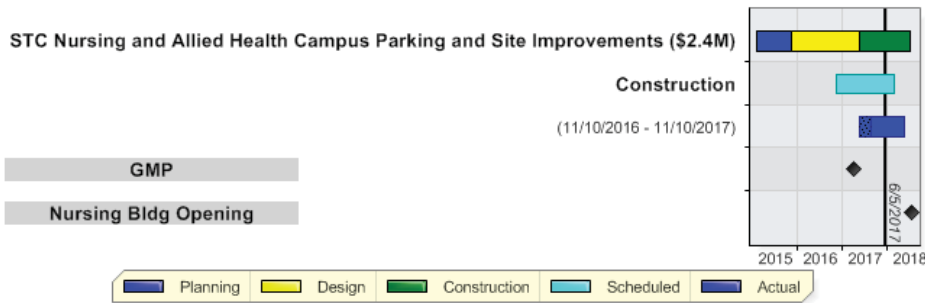 STC Nursing and Allied Health Campus Parking and Site Improvements ($2.4M)
Construction
(11/10/2016 - 11/10/2017)
GMP
Nursing Bldg Opening
6/5/2017
2015 2016 2017 2018
Planning Design Construction Scheduled Actual